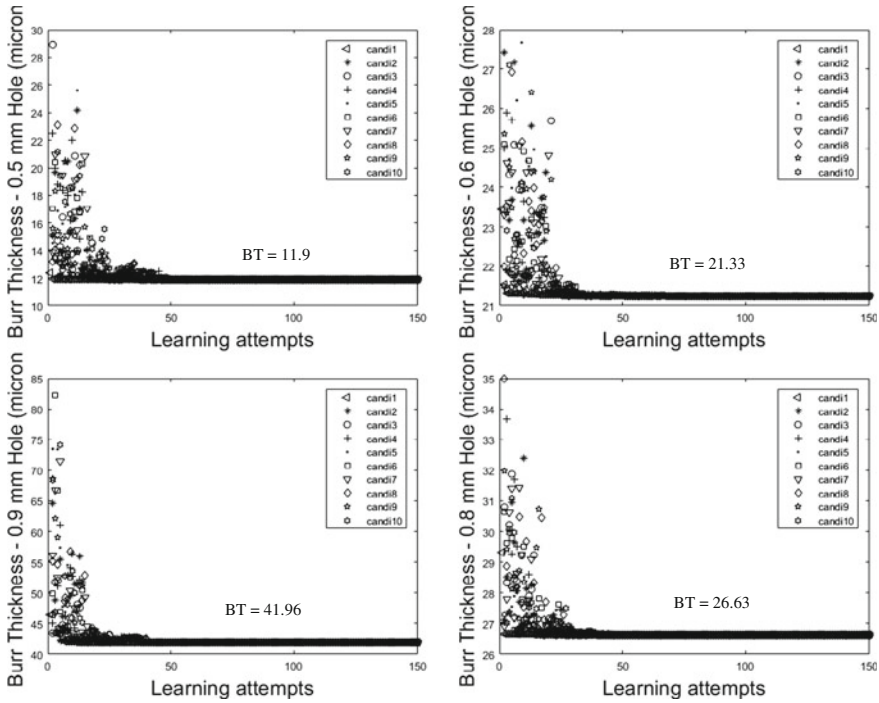 Burr Thickness - 0.5 mm Hole (micron
30
28
26
24
22
20
18
16
14
12
10
0
50
100
150
Learning attempts
BT = 11.9
candi1
candi2
candi3
candi4
candi5
candi6
candi7
candi8
candi9
candi10
Burr Thickness - 0.6 mm Hole (micron
28
27
26
25
24
23
22
21
0
50
100
150
Learning attempts
BT = 21.33
candi1
candi2
candi3
candi4
candi5
candi6
candi7
candi8
candi9
candi10
Burr Thickness - 0.9 mm Hole (micron
85
80
75
70
65
60
55
50
45
40
0
50
100
150
Learning attempts
BT = 41.96
candi1
candi2
candi3
candi4
candi5
candi6
candi7
candi8
candi9
candi10
Burr Thickness - 0.8 mm Hole (micron
35
34
33
32
31
30
29
28
27
26
0
50
100
150
Learning attempts
BT = 26.63
candi1
candi2
candi3
candi4
candi5
candi6
candi7
candi8
candi9
candi10